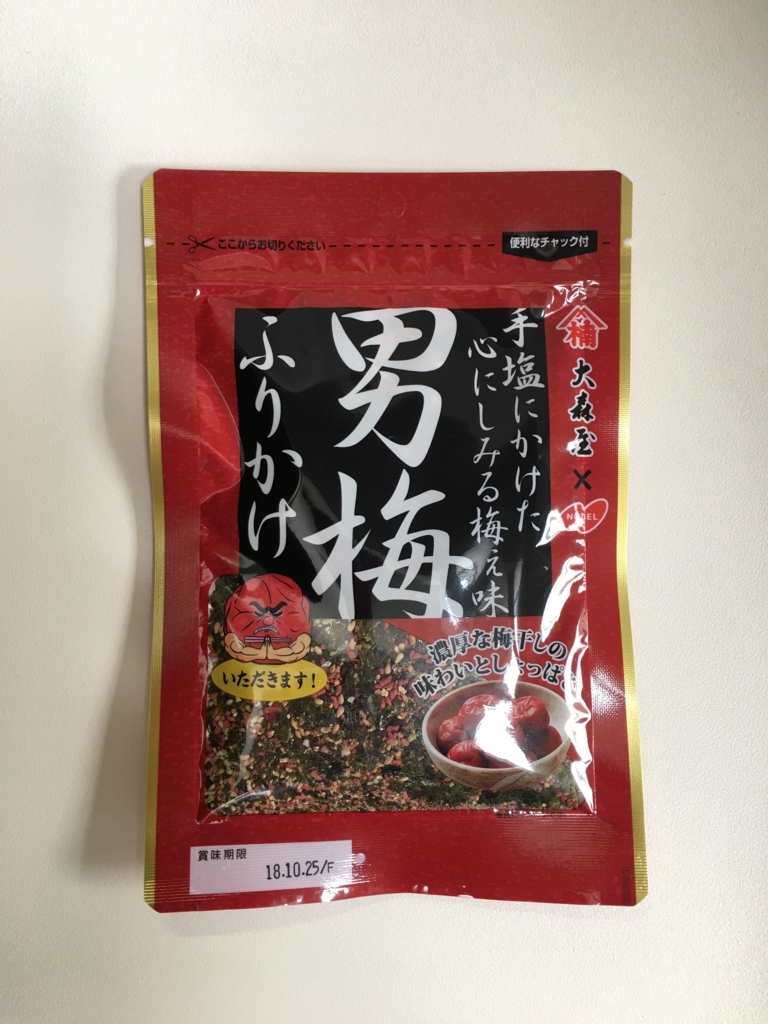 ここからお切りください
便利なチャック付
大森屋
×
NOBEL
手塩にかけた
心にしみる梅え味
男梅
ふりかけ
いただきます!
濃厚な梅干しの
味わいとしょっぱさ
賞味期限
18.10.25/F